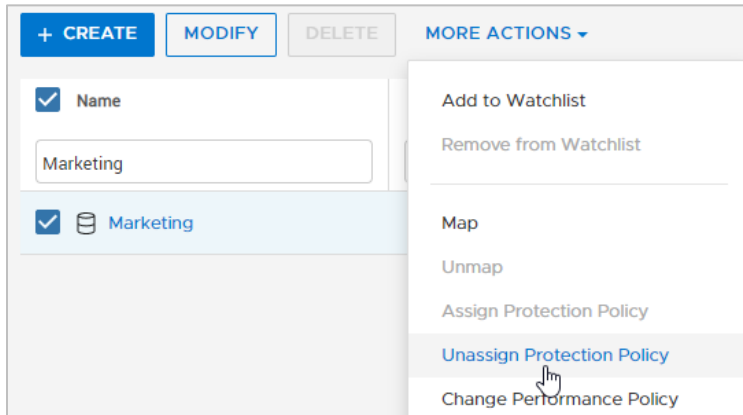 + CREATE MODIFY DELETE MORE ACTIONS
Name
Marketing
Marketing
Add to Watchlist
Remove from Watchlist
Map
Unmap
Assign Protection Policy
Unassign Protection Policy
Change Performance Policy